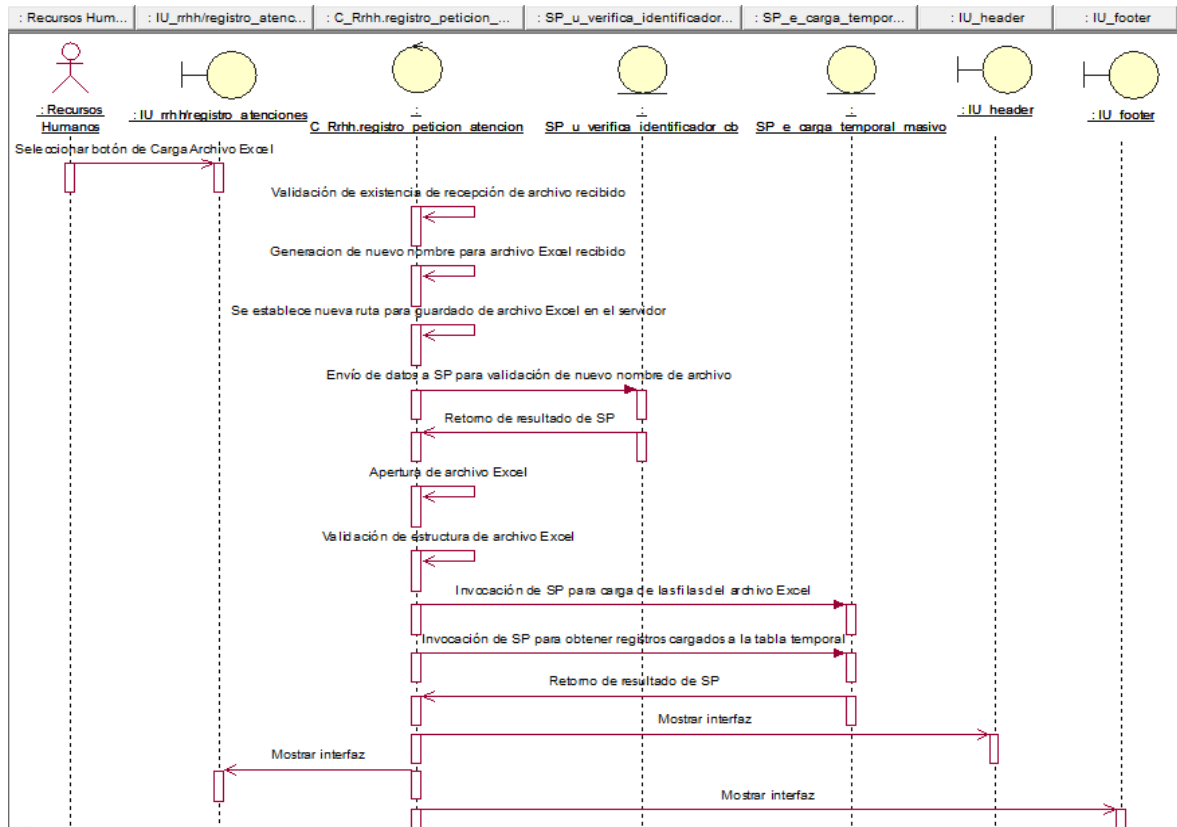 : Recursos Hum...
: IU_rrhh/registro_atenc...
: C_Rrhh.registro_peticion_...
: SP_u_verifica_identificador...
: SP_e_carga_tempor...
: IU_header
: IU_footer
: Recursos
Humanos
: IU_rrhh/registro_atenciones
:
C_Rrhh.registro_peticion_atencion
:
SP_u_verifica_identificador_cb
:
SP_e_carga_temporal_masivo
: IU_header
: IU_footer
Seleccionar botón de Carga Archivo Excel
Validación de existencia de recepción de archivo recibido
Generacion de nuevo nombre para archivo Excel recibido
Se establece nueva ruta para guardado de archivo Excel en el servidor
Envío de datos a SP para validación de nuevo nombre de archivo
Retorno de resultado de SP
Apertura de archivo Excel
Validación de estructura de archivo Excel
Invocación de SP para carga de las filas del archivo Excel
Invocación de SP para obtener registros cargados a la tabla temporal
Retorno de resultado de SP
Mostrar interfaz
Mostrar interfaz
Mostrar interfaz